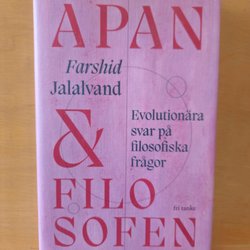 APAN
Farshid
Jalalvand
Evolutionära
svar på
filosofiska
frågor
&
FILO
fri tanke
SOFEN